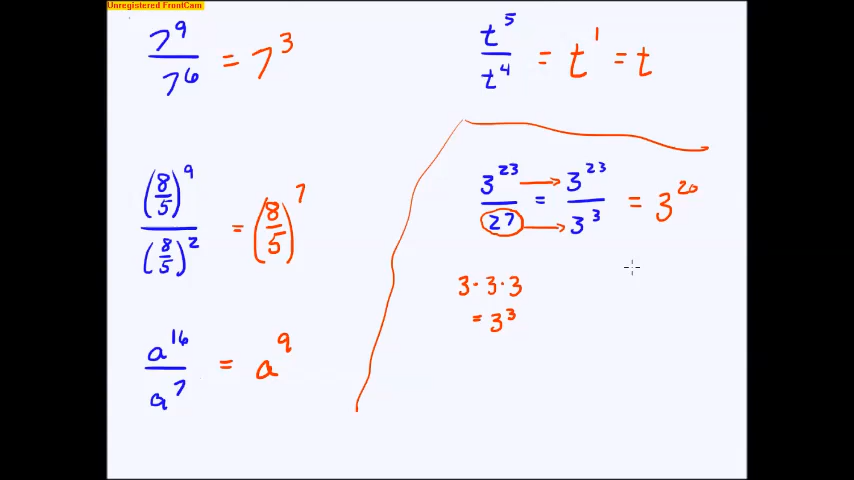 Unregistered FrontCam
7^9/7^6 = 7^3
t^5/t^4 = t^1 = t
(8/5)^9/(8/5)^2 = (8/5)^7
3^23/27 = 3^23/3^3 = 3^20
3·3·3
= 3^3
a^16/a^7 = a^9